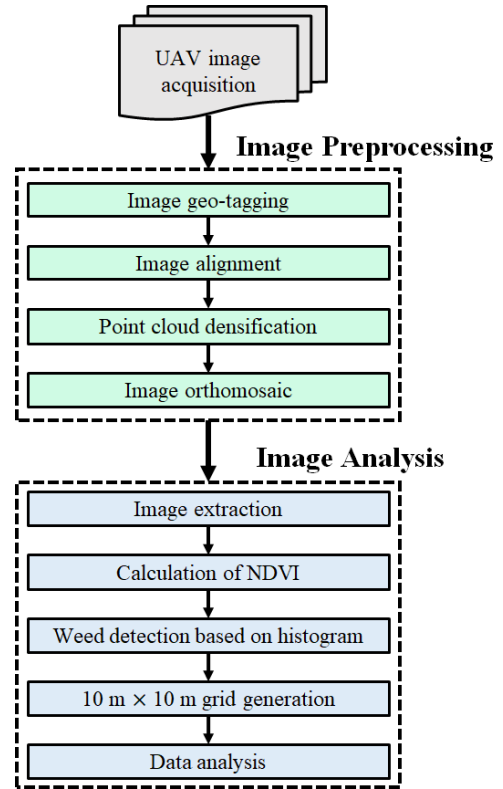 UAV image
acquisition
Image Preprocessing
Image geo-tagging
Image alignment
Point cloud densification
Image orthomosaic
Image Analysis
Image extraction
Calculation of NDVI
Weed detection based on histogram
10 m × 10 m grid generation
Data analysis